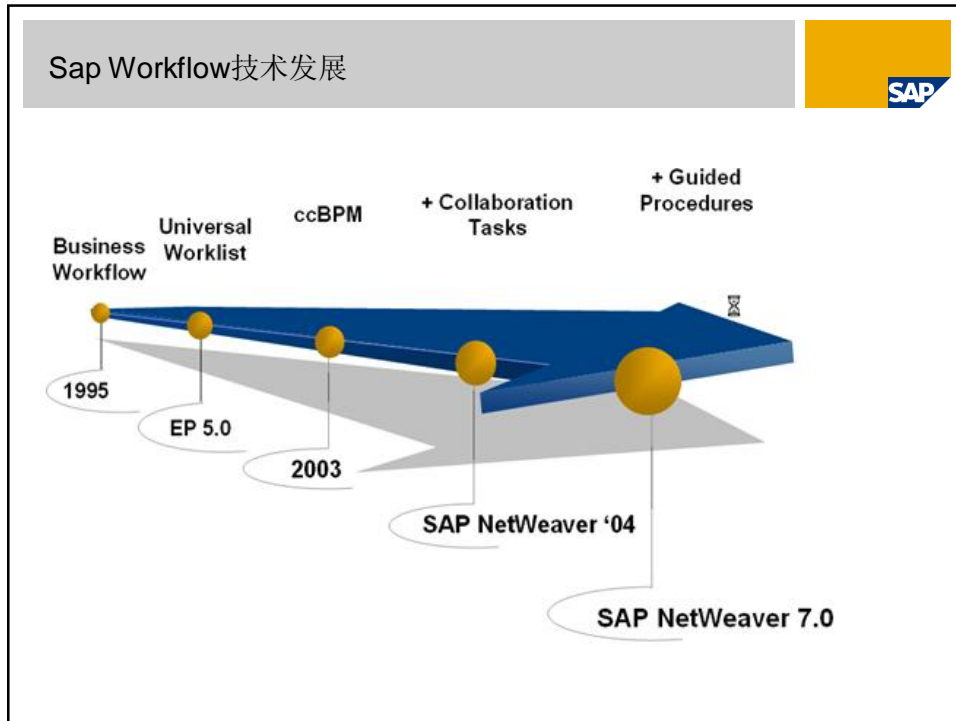 Sap Workflow技术发展
SAP
Business
Workflow
Universal
Worklist
ccBPM
+ Collaboration
Tasks
+ Guided
Procedures
1995
EP 5.0
2003
SAP NetWeaver ‘04
SAP NetWeaver 7.0